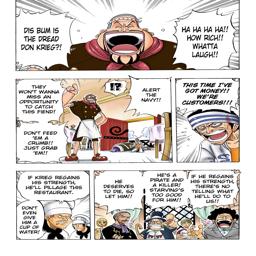 DIS BUM IS
THE DREAD
DON KRIEG?!
HA HA HA HA!!
HOW RICH!!
WHATTA
LAUGH!!
THEY
WON'T WANNA
MISS AN
OPPORTUNITY
TO CATCH
THIS FIEND!
DON'T FEED
'EM A
CRUMB!!
JUST GRAB
'EM!!
!?
ALERT
THE
NAVY!!
THIS TIME I'VE
GOT MONEY!!
WE'RE
CUSTOMERS!!!
IF KRIEG REGAINS
HIS STRENGTH,
HE'LL PILLAGE THIS
RESTAURANT.
DON'T
EVEN GIVE
HIM A
CUP OF
WATER!
HE
DESERVES
TO DIE, SO
LET HIM!!
HE'S A
PIRATE AND
A KILLER!
STARVING'S
TOO GOOD
FOR HIM!!
IF HE REGAINS
HIS STRENGTH,
THERE'S NO
TELLING WHAT
HE'LL DO TO
US!!